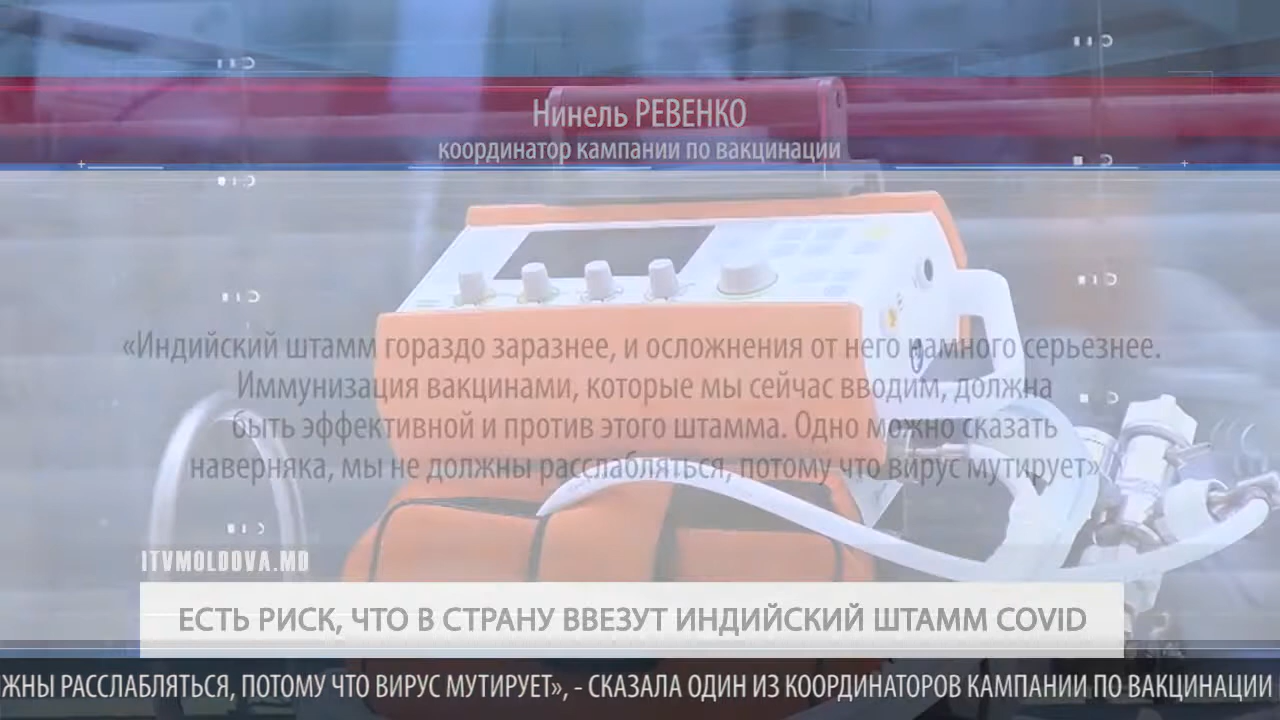 Нинель РЕВЕНКО
координатор кампании по вакцинации
«Индийский штамм гораздо заразнее, и осложнения от него намного серьезнее.
Иммунизация вакцинами, которые мы сейчас вводим, должна
быть эффективной и против этого штамма. Одно можно сказать
наверняка, мы не должны расслабляться, потому что вирус мутирует»
ITVMOLDOVA.MD
ЕСТЬ РИСК, ЧТО В СТРАНУ ВВЕЗУТ ИНДИЙСКИЙ ШТАММ COVID
ЖНЫ РАССЛАБЛЯТЬСЯ, ПОТОМУ ЧТО ВИРУС МУТИРУЕТ», - СКАЗАЛА ОДИН ИЗ КООРДИНАТОРОВ КАМПАНИИ ПО ВАКЦИНАЦИИ